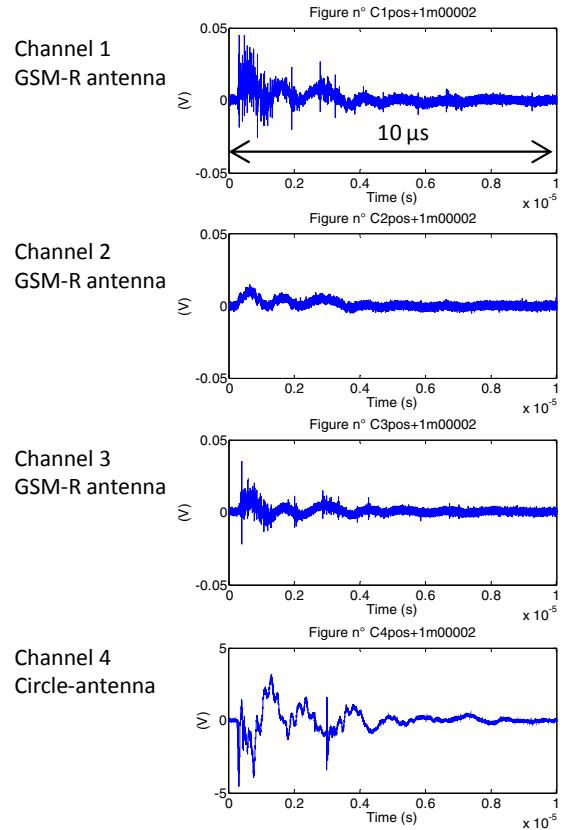 Figure n° C1pos+1m00002
Channel 1
GSM-R antenna
0.05
0
-0.05
(V)
10 µs
0 0.2 0.4 0.6 0.8 1
Time (s)
x 10⁻⁵
Figure n° C2pos+1m00002
Channel 2
GSM-R antenna
0.05
0
-0.05
(V)
0 0.2 0.4 0.6 0.8 1
Time (s)
x 10⁻⁵
Figure n° C3pos+1m00002
Channel 3
GSM-R antenna
0.05
0
-0.05
(V)
0 0.2 0.4 0.6 0.8 1
Time (s)
x 10⁻⁵
Figure n° C4pos+1m00002
Channel 4
Circle-antenna
5
0
-5
(V)
0 0.2 0.4 0.6 0.8 1
Time (s)
x 10⁻⁵